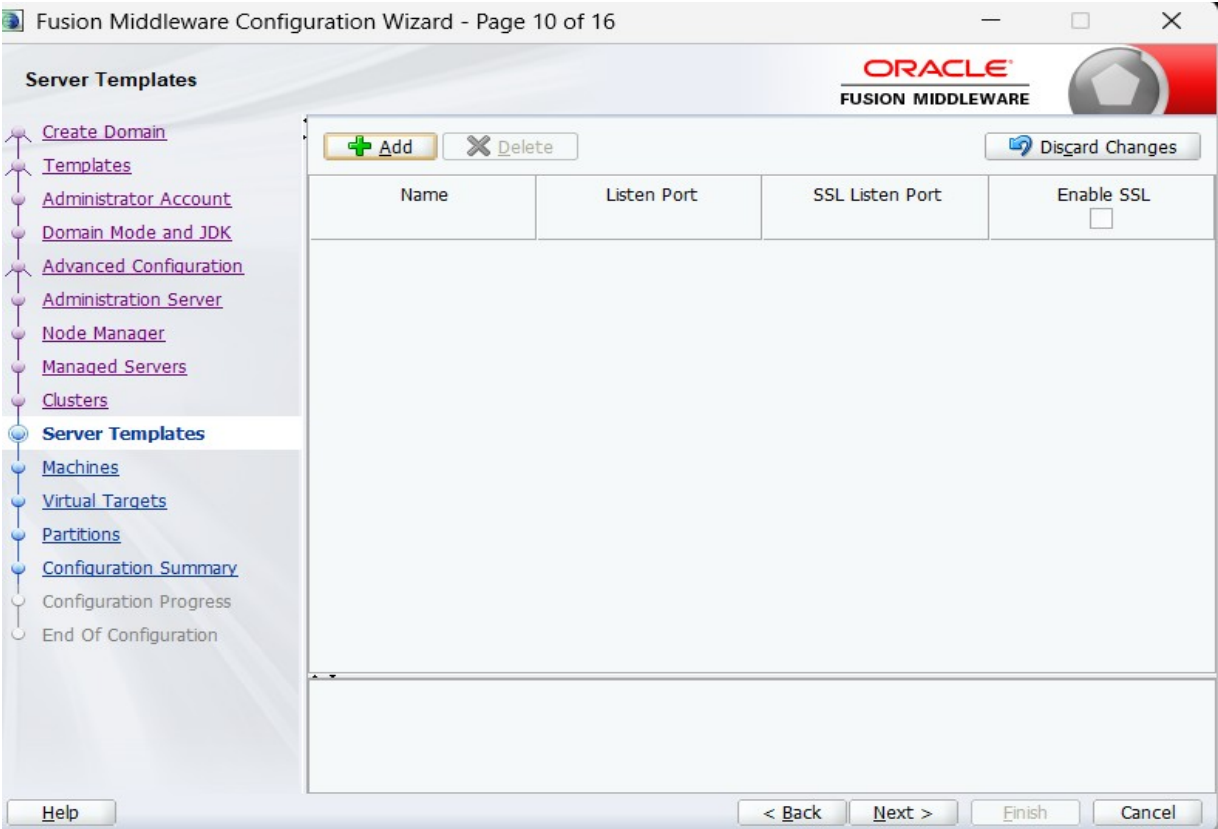 Fusion Middleware Configuration Wizard - Page 10 of 16
Server Templates
ORACLE
FUSION MIDDLEWARE
Create Domain
Templates
Administrator Account
Domain Mode and JDK
Advanced Configuration
Administration Server
Node Manager
Managed Servers
Clusters
Server Templates
Machines
Virtual Targets
Partitions
Configuration Summary
Configuration Progress
End Of Configuration
Add Delete Discard Changes
Name Listen Port SSL Listen Port Enable SSL
Help < Back Next > Finish Cancel